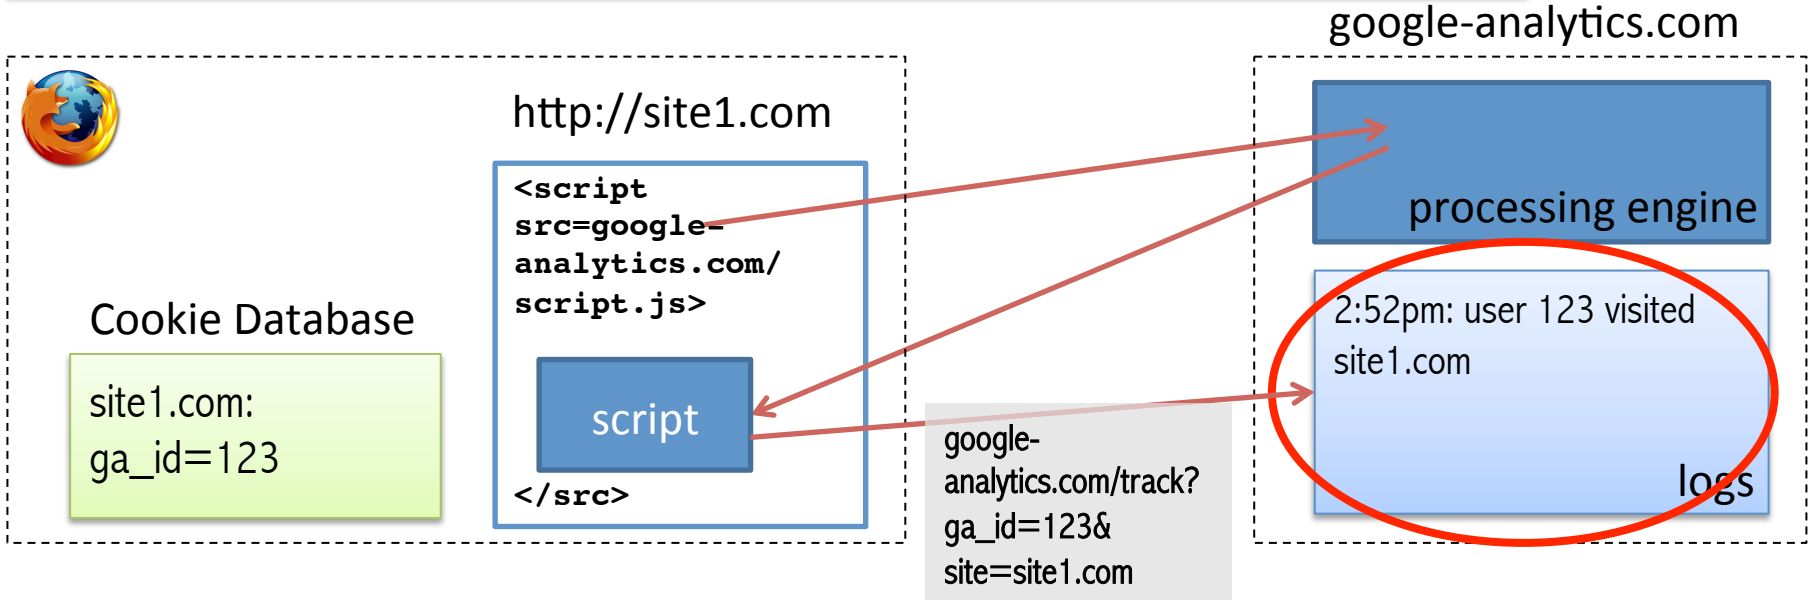 google-analytics.com
http://site1.com
<script
src=google-
analytics.com/
script.js>
script
</src>
Cookie Database
site1.com:
ga_id=123
processing engine
2:52pm: user 123 visited
site1.com
logs
google-
analytics.com/track?
ga_id=123&
site=site1.com